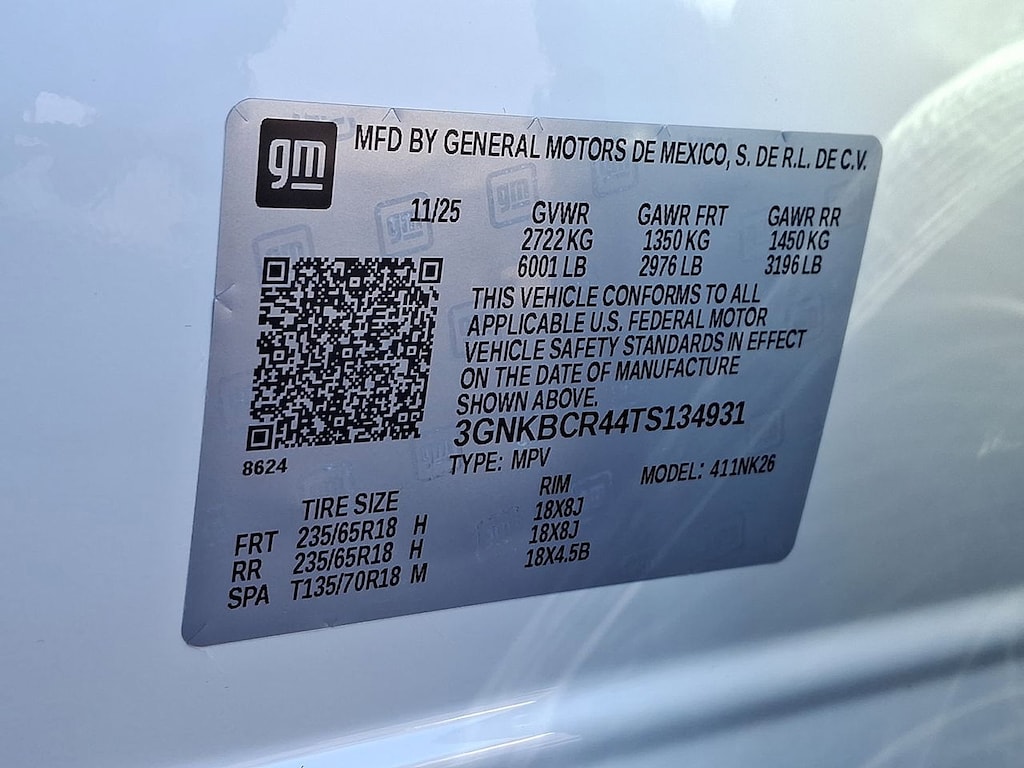 gm
MFD BY GENERAL MOTORS DE MEXICO, S. DE R.L. DE C.V.
11/25 GVWR GAWR FRT GAWR RR
2722 KG 1350 KG 1450 KG
6001 LB 2976 LB 3196 LB
THIS VEHICLE CONFORMS TO ALL
APPLICABLE U.S. FEDERAL MOTOR
VEHICLE SAFETY STANDARDS IN EFFECT
ON THE DATE OF MANUFACTURE
SHOWN ABOVE.
3GNKBCR44TS134931
8624 TYPE: MPV MODEL: 411NK26
TIRE SIZE RIM
FRT 235/65R18 H 18X8J
RR 235/65R18 H 18X8J
SPA T135/70R18 M 18X4.5B